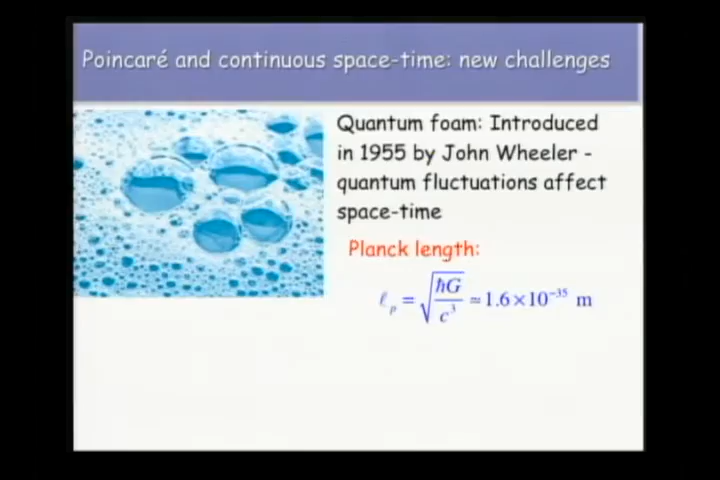 Poincaré and continuous space-time: new challenges
Quantum foam: Introduced
in 1955 by John Wheeler -
quantum fluctuations affect
space-time
Planck length:
ℓₚ = √(ħG/c³) ≃ 1.6×10⁻³⁵ m